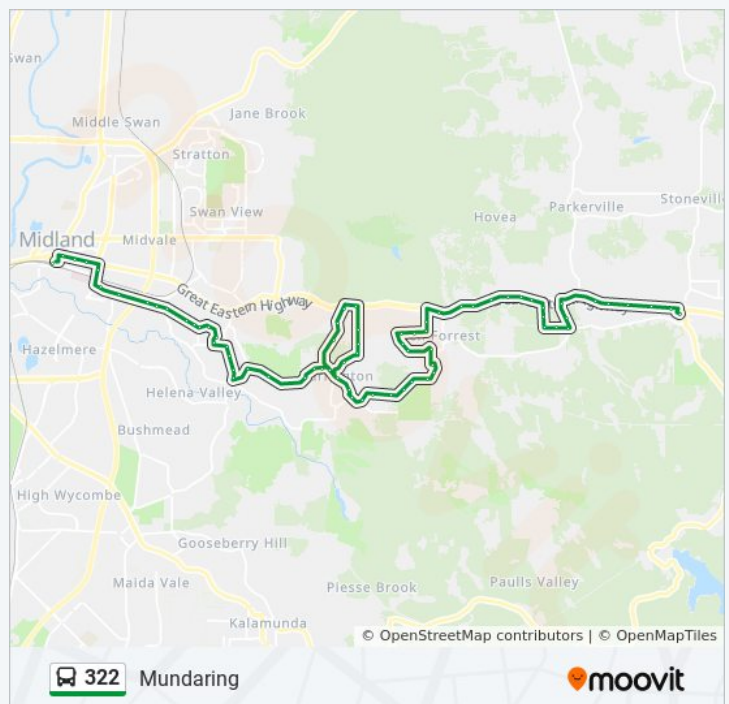 Swan
Jane Brook
Middle Swan
Stratton
Swan View
Stonevill
Parkerville
Hovea
Midland
Midvale
Great Eastern Highway
Forrest
Hazelmere
Helena Valley
Bushmead
High Wycombe
Gooseberry Hill
Maida Vale
Piesse Brook
Paulls Valley
Kalamunda
© OpenStreetMap contributors | © OpenMapTiles
322 Mundaring
moovit